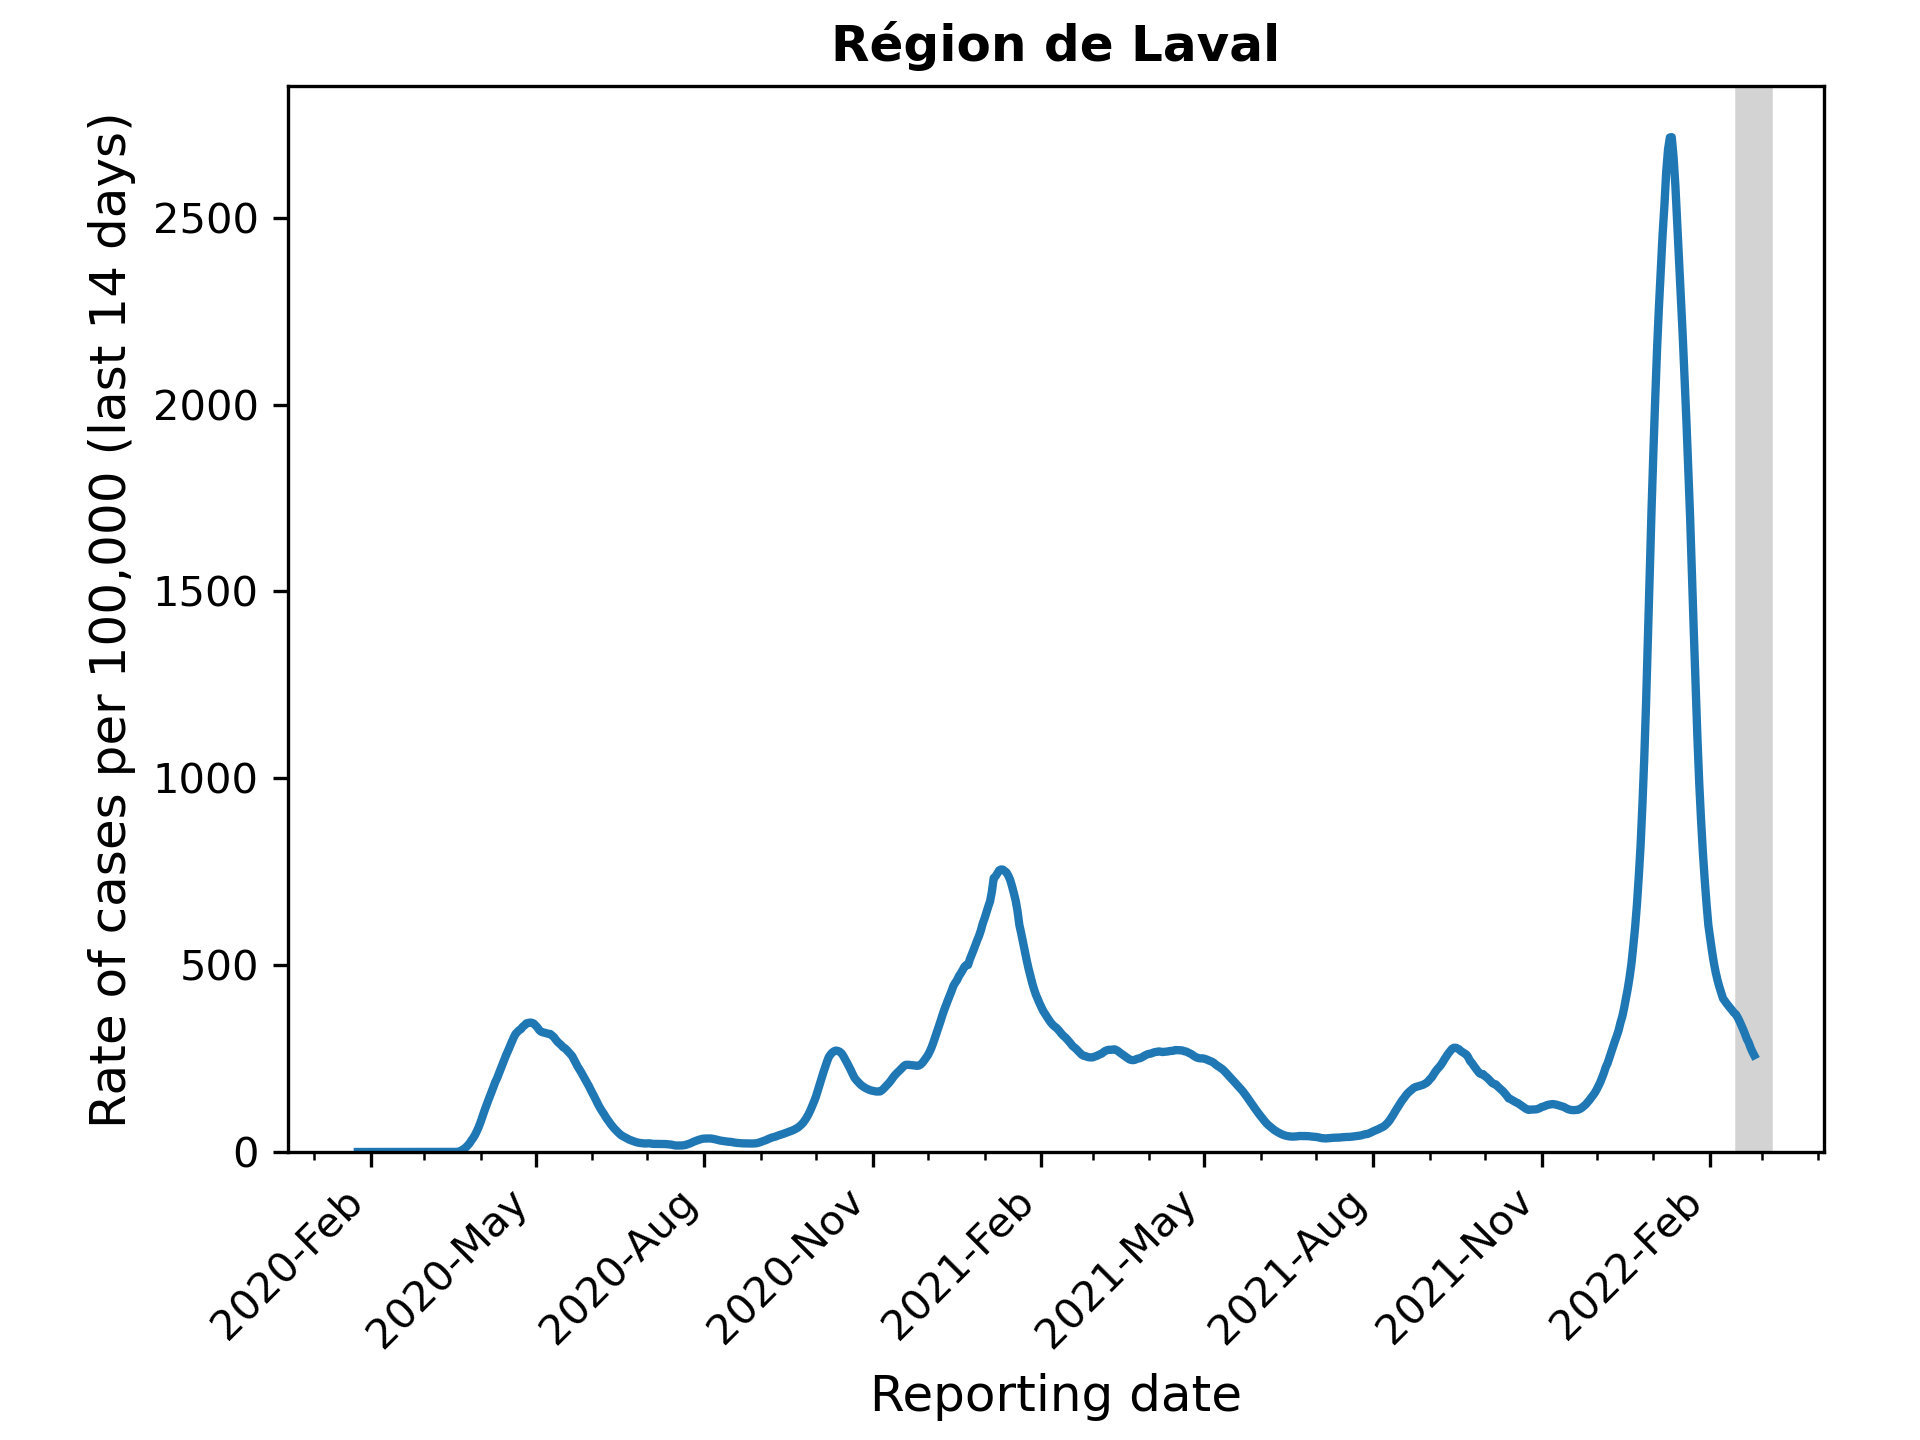 Région de Laval
Rate of cases per 100,000 (last 14 days)
2500
2000
1500
1000
500
0
2020-Feb
2020-May
2020-Aug
2020-Nov
2021-Feb
2021-May
2021-Aug
2021-Nov
2022-Feb
Reporting date